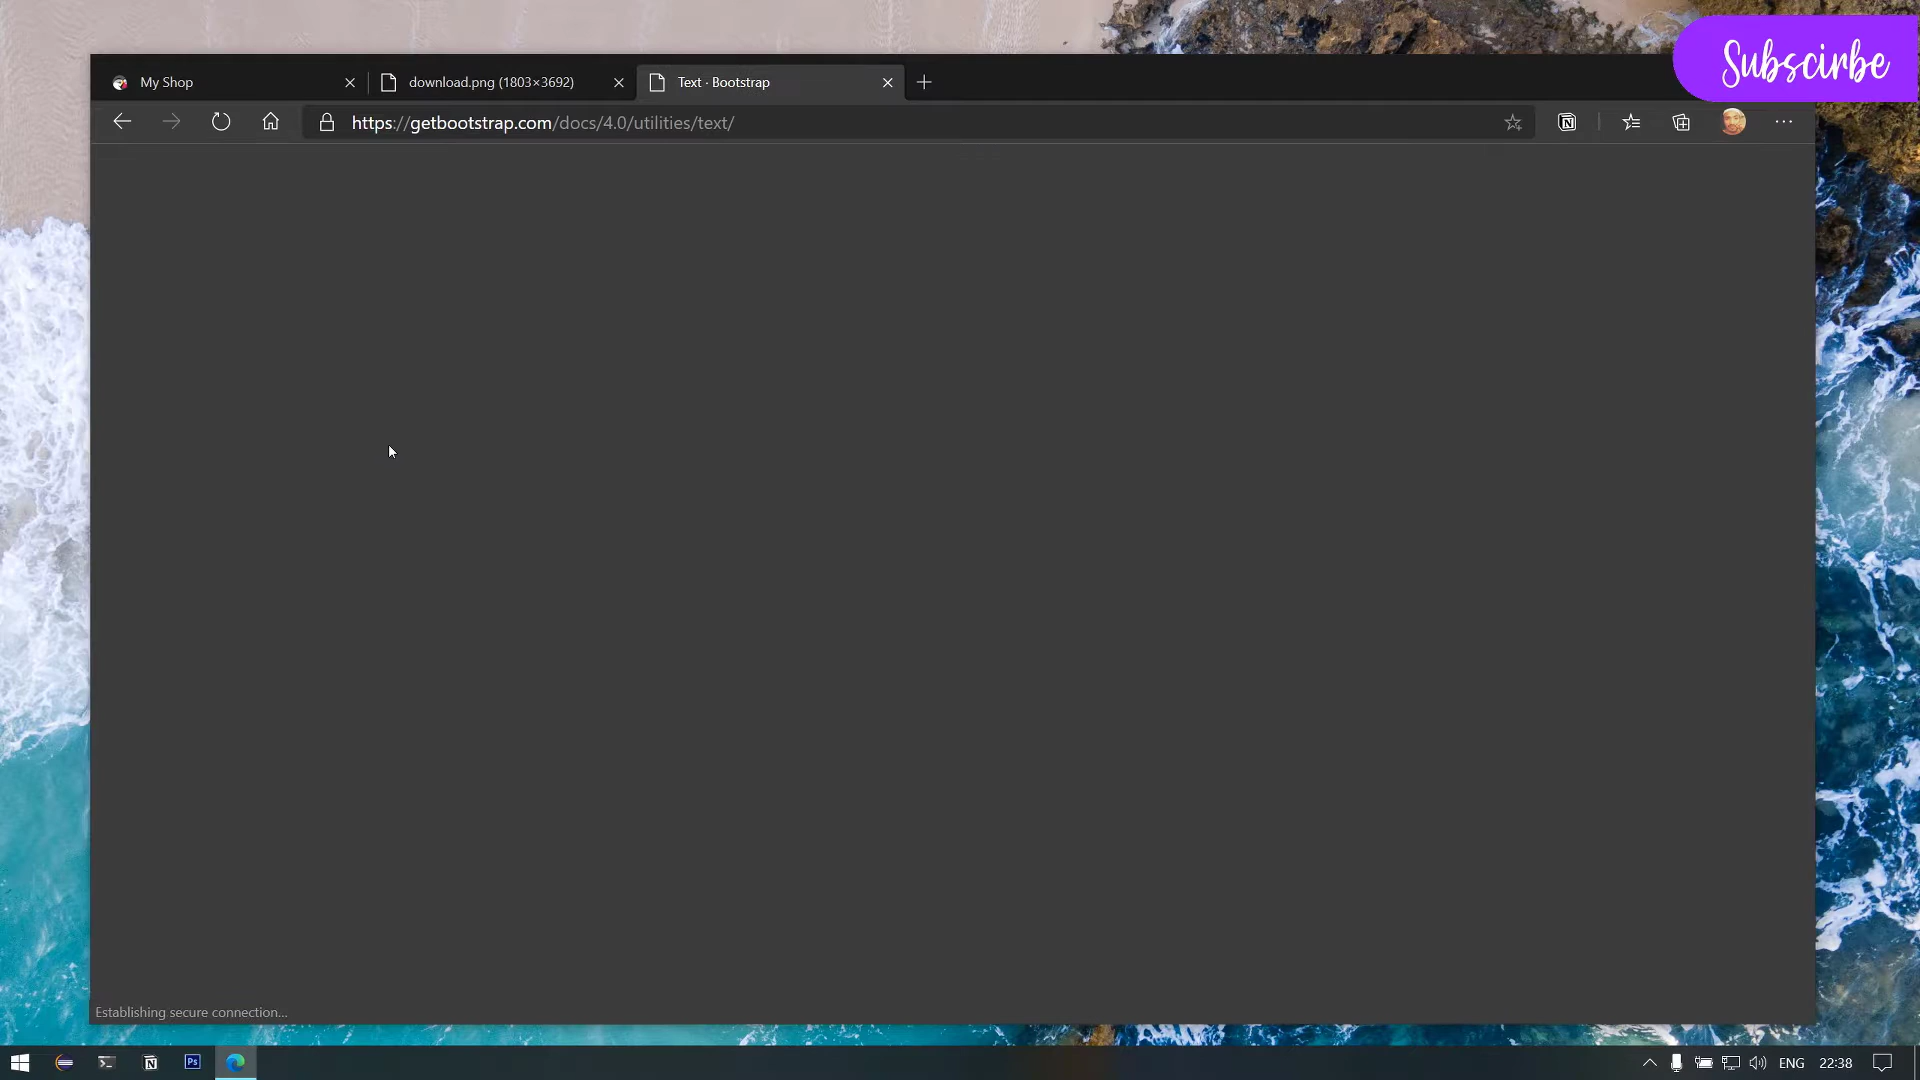 Subscirbe
My Shop
download.png (1803×3692)
Text · Bootstrap
https://getbootstrap.com/docs/4.0/utilities/text/
Establishing secure connection...
Ps
ENG
22:38